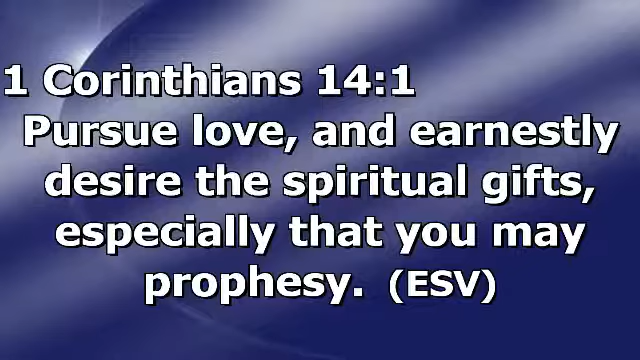 1 Corinthians 14:1
Pursue love, and earnestly
desire the spiritual gifts,
especially that you may
prophesy. (ESV)